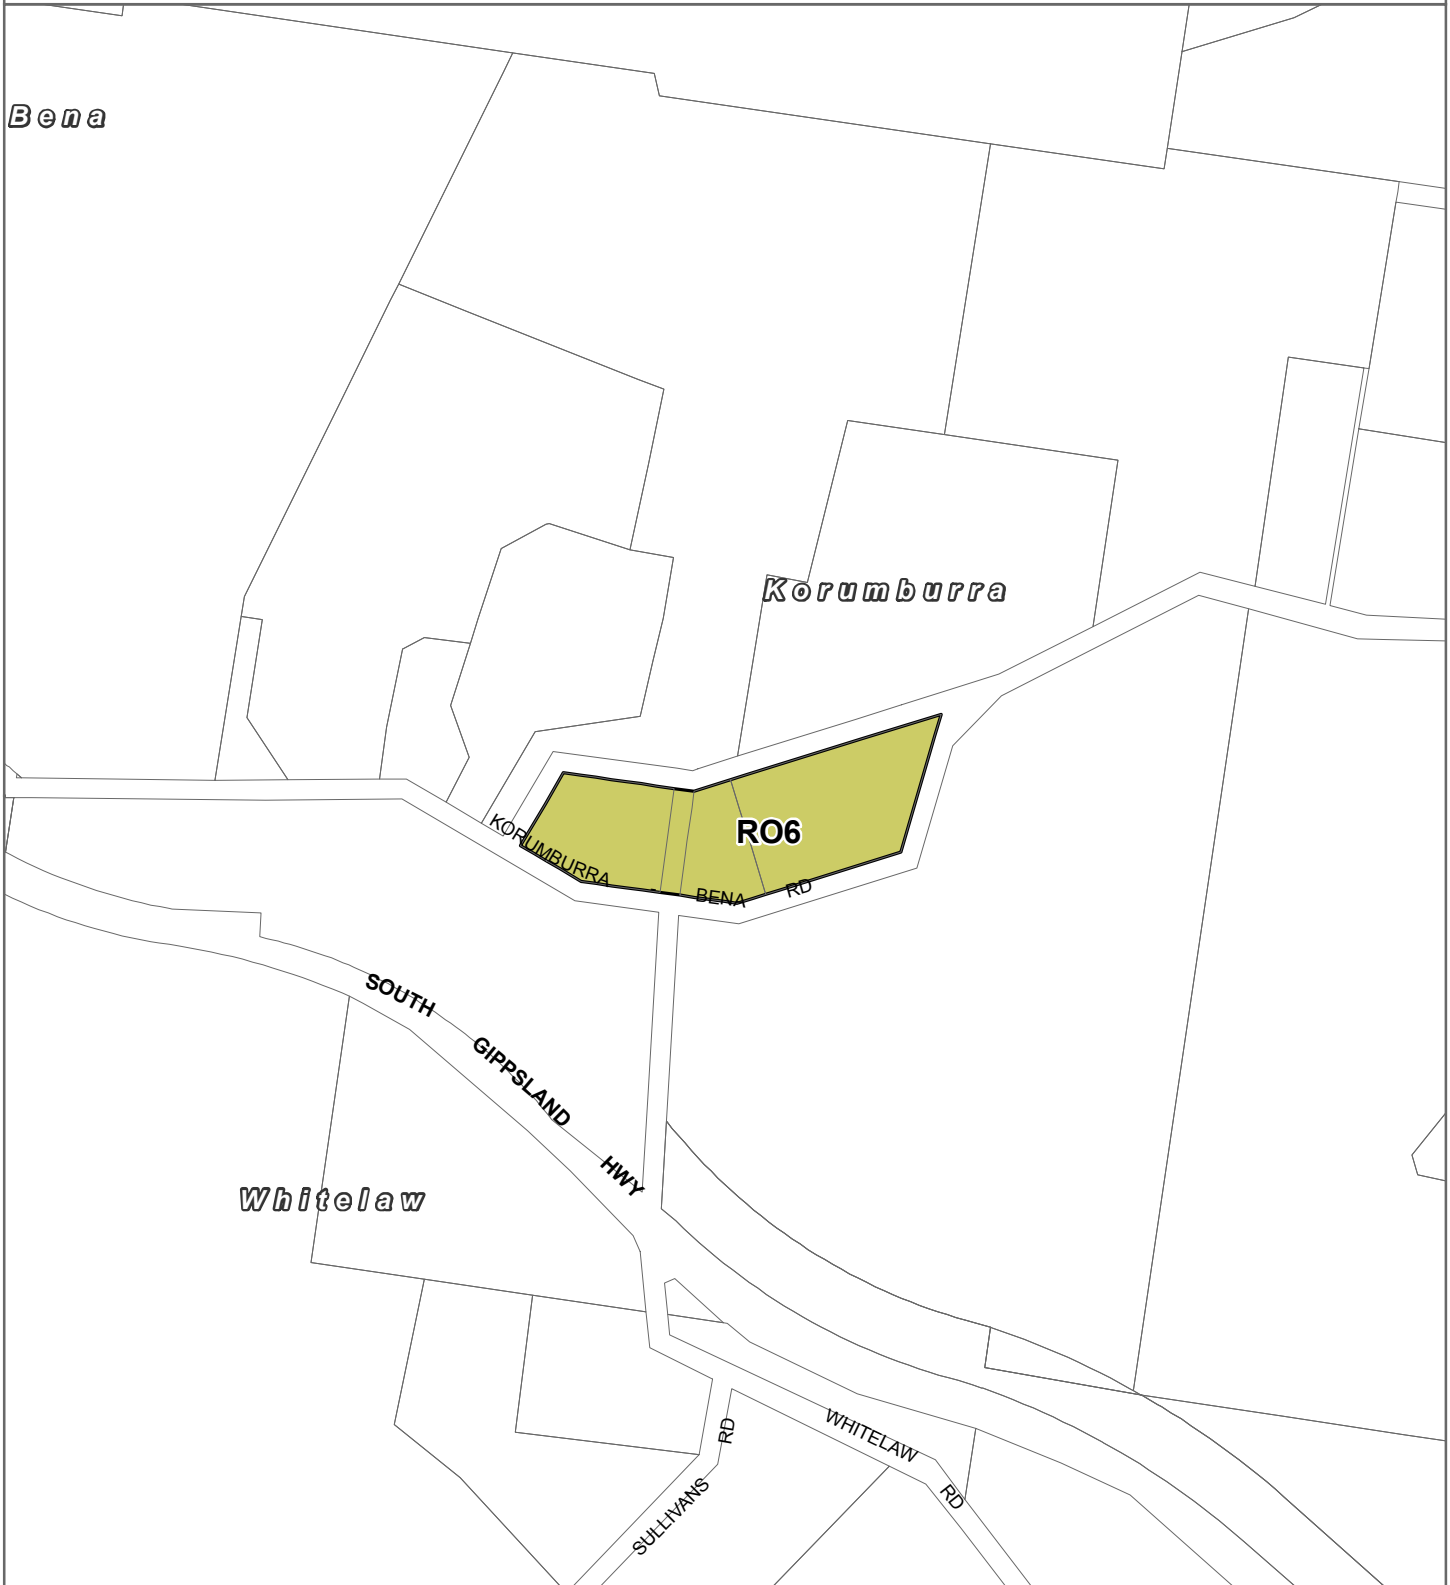 Bena
Korumburra
RO6
KORUMBURRA BENA RD
SOUTH GIPPSLAND HWY
Whitelaw
WHITELAW RD
SULLIVANS RD